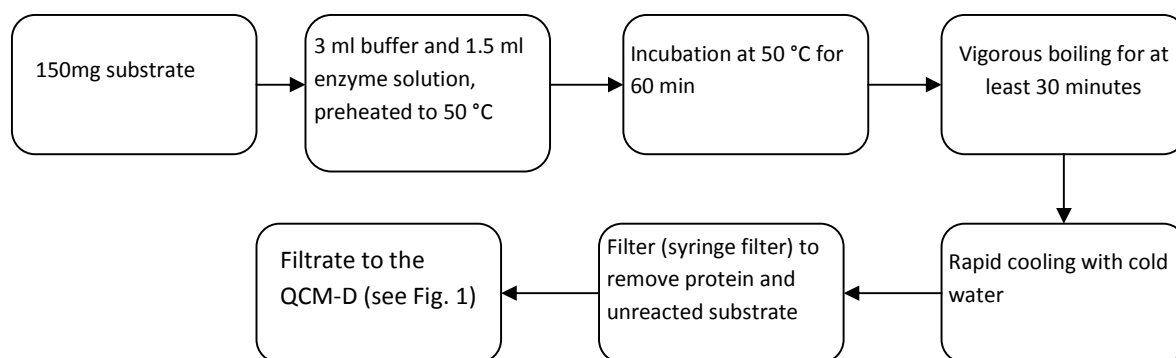 150mg substrate
3 ml buffer and 1.5 ml
enzyme solution,
preheated to 50 °C
Incubation at 50 °C for
60 min
Vigorous boiling for at
least 30 minutes
Rapid cooling with cold
water
Filter (syringe filter) to
remove protein and
unreacted substrate
Filtrate to the
QCM-D (see Fig. 1)